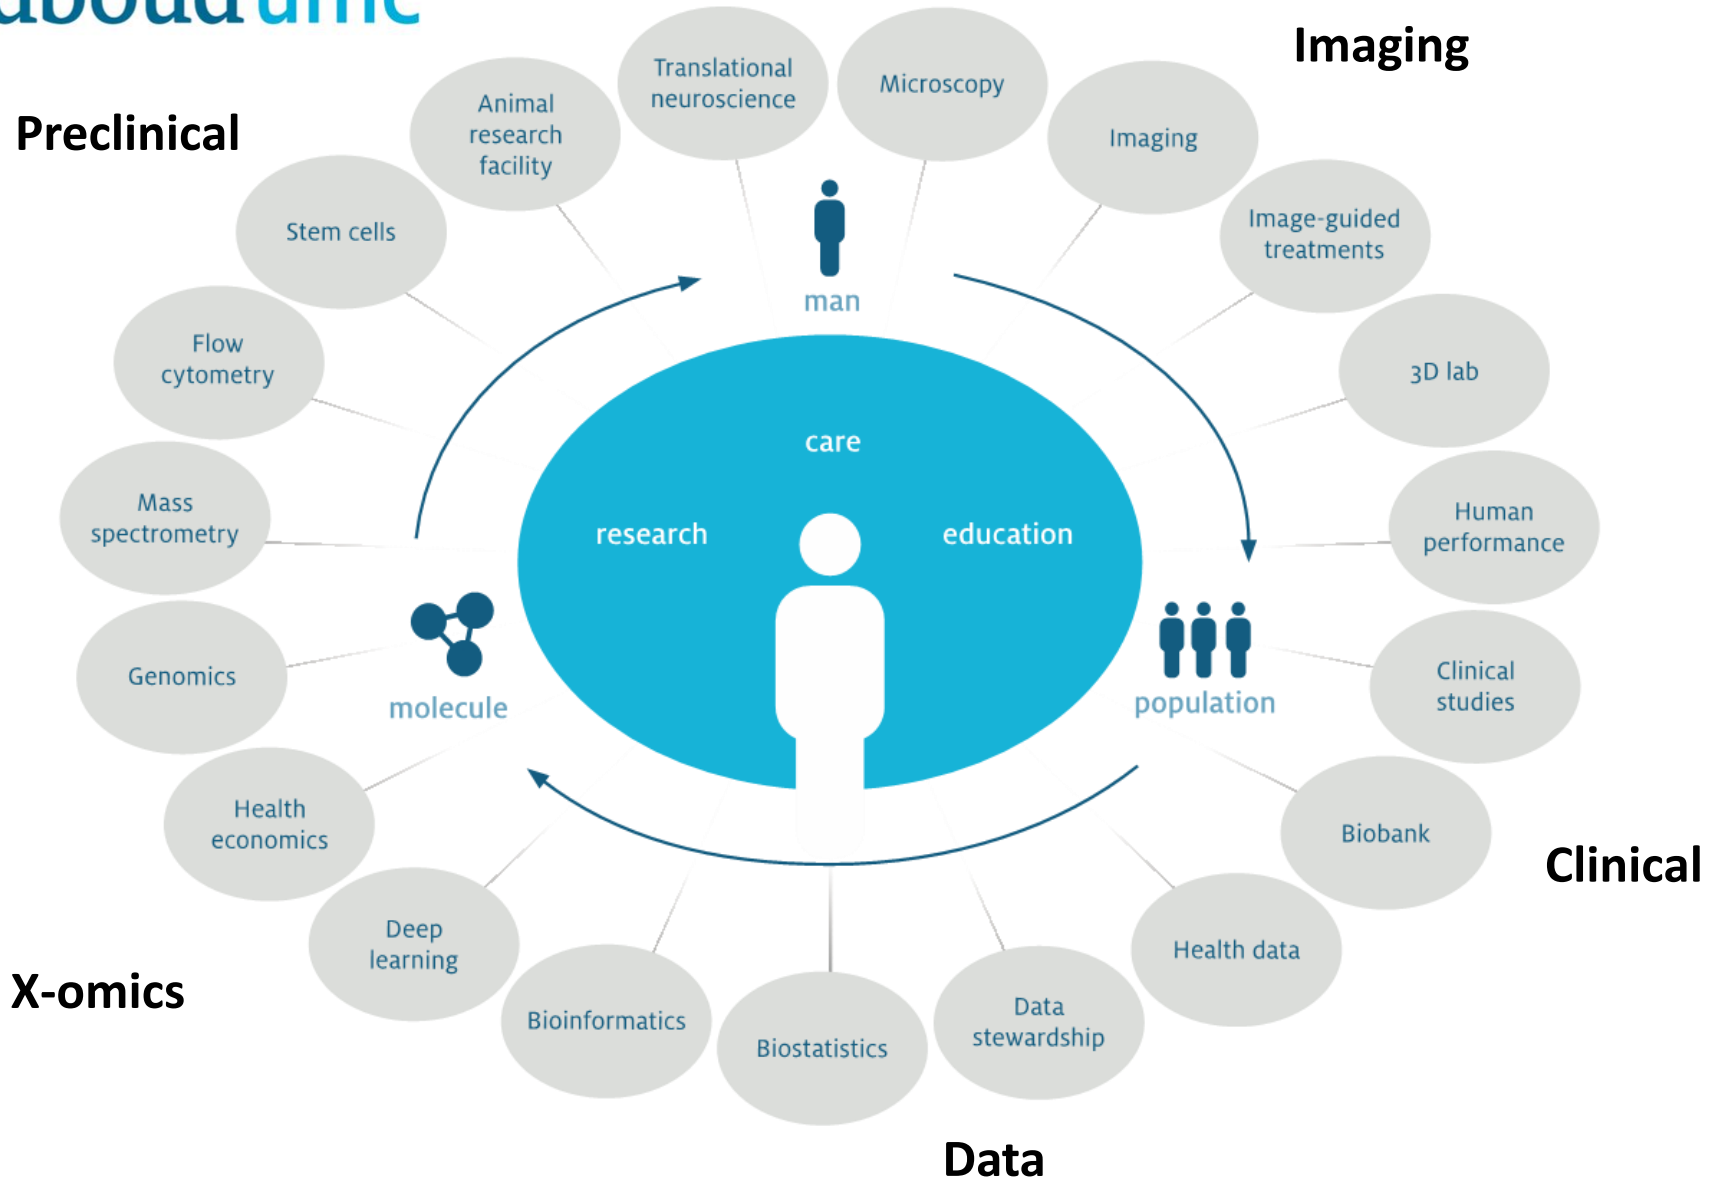 umc
Imaging
Preclinical
Translational
neuroscience
Microscopy
Animal
research
facility
Imaging
Stem cells
Image-guided
treatments
man
Flow
cytometry
3D lab
care
Mass
spectrometry
research
education
Human
performance
Genomics
molecule
population
Clinical
studies
Health
economics
Biobank
Clinical
Deep
learning
Health data
X-omics
Bioinformatics
Biostatistics
Data
stewardship
Data